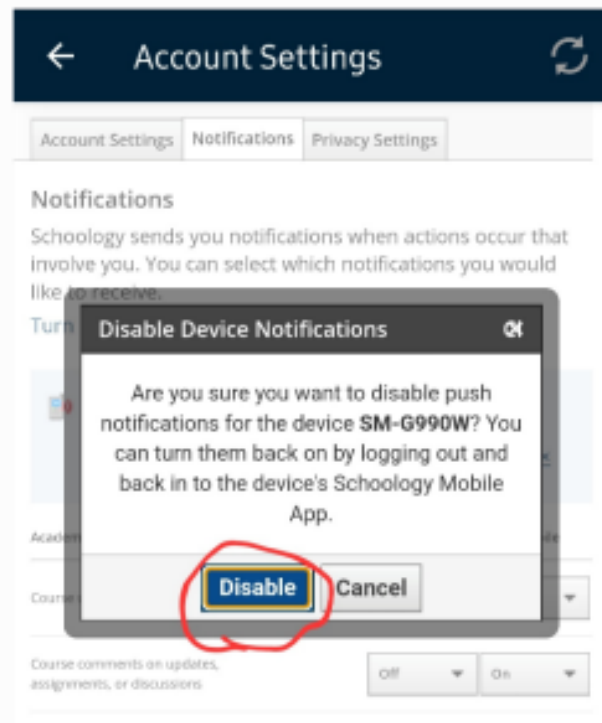 Account Settings
Account Settings Notifications Privacy Settings
Notifications
Schoology sends you notifications when actions occur that
involve you. You can select which notifications you would
like to receive.
Turn
Disable Device Notifications
Are you sure you want to disable push
notifications for the device SM-G990W? You
can turn them back on by logging out and
back in to the device's Schoology Mobile
App.
Disable Cancel
Course comments on updates, Off On
assignments, or discussions